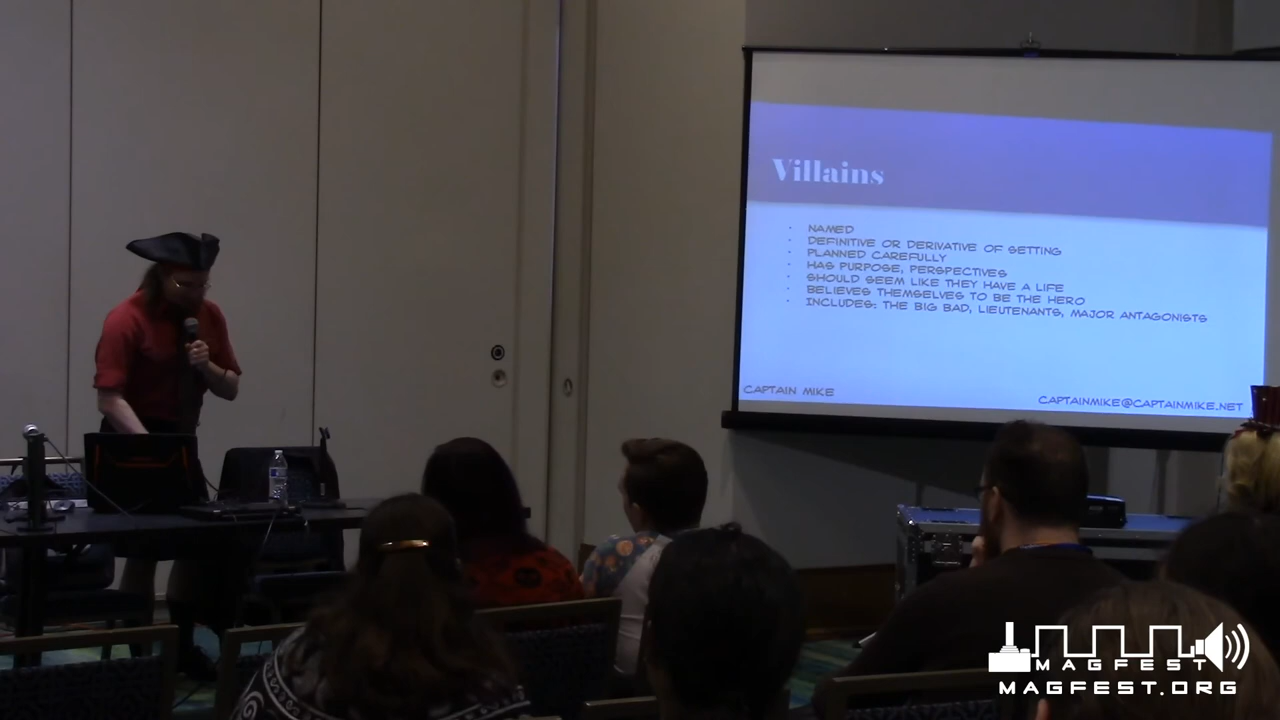 Villains
· NAMED
· DEFINITIVE OR DERIVATIVE OF SETTING
· PLANNED CAREFULLY
· HAS PURPOSE, PERSPECTIVES
· SHOULD SEEM LIKE THEY HAVE A LIFE
· BELIEVES THEMSELVES TO BE THE HERO
· INCLUDES: THE BIG BAD, LIEUTENANTS, MAJOR ANTAGONISTS
CAPTAIN MIKE
CAPTAINMIKE@CAPTAINMIKE.NET
MAGFEST
MAGFEST.ORG